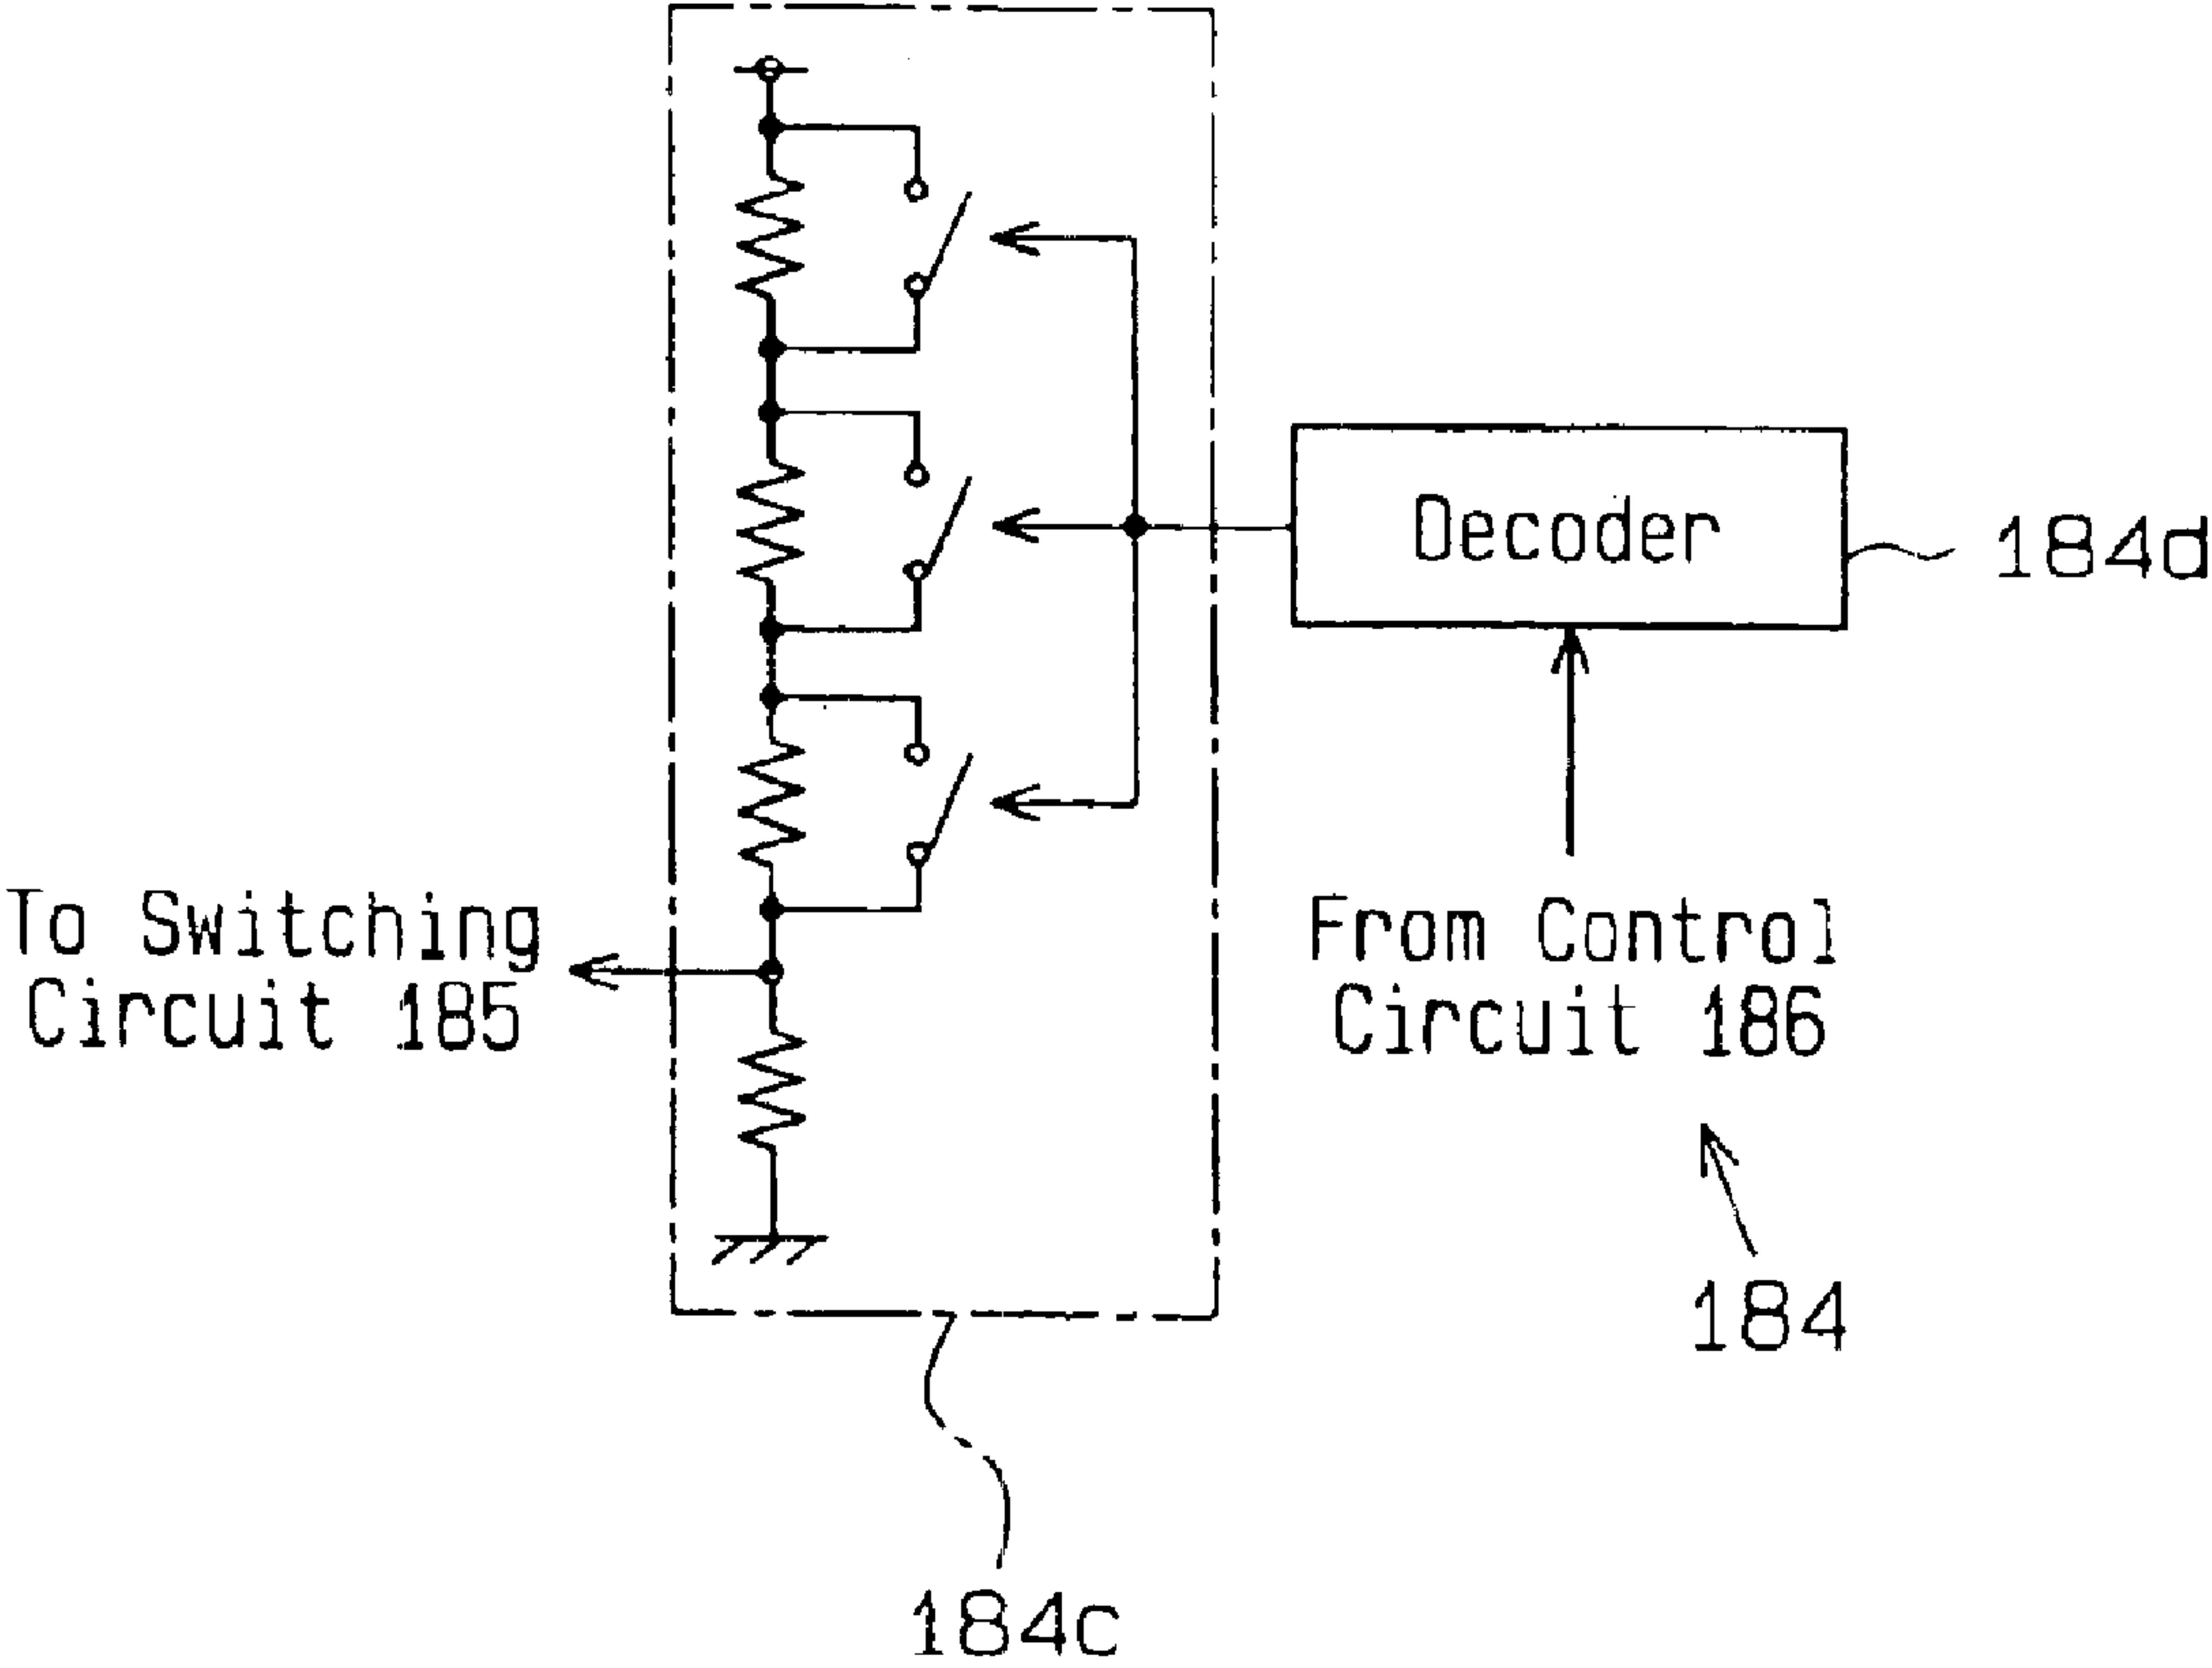 Decoder
184d
To Switching
Circuit 185
From Control
Circuit 186
184
184c